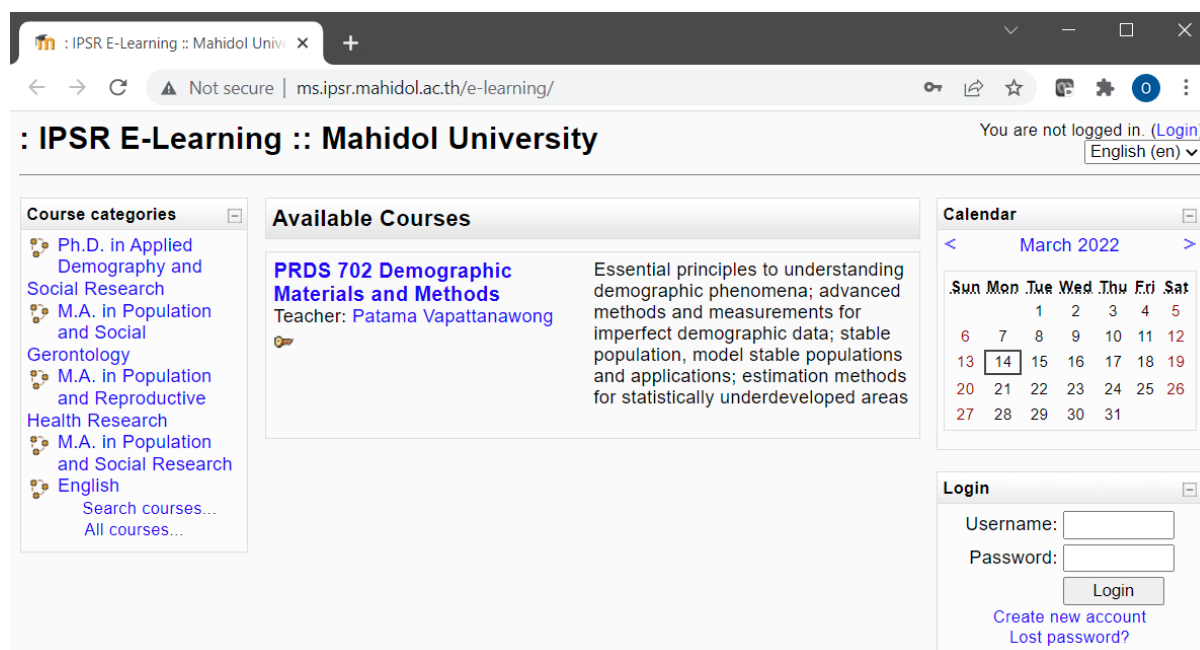 : IPSR E-Learning :: Mahidol Unive
Not secure | ms.ipsr.mahidol.ac.th/e-learning/
O
: IPSR E-Learning :: Mahidol University
You are not logged in. (Login)
English (en)
Course categories
Ph.D. in Applied
Demography and
Social Research
M.A. in Population
and Social
Gerontology
M.A. in Population
and Reproductive
Health Research
M.A. in Population
and Social Research
English
Search courses...
All courses...
Available Courses
PRDS 702 Demographic
Materials and Methods
Teacher: Patama Vapattanawong
Essential principles to understanding
demographic phenomena; advanced
methods and measurements for
imperfect demographic data; stable
population, model stable populations
and applications; estimation methods
for statistically underdeveloped areas
Calendar
< March 2022 >
Sun Mon Tue Wed Thu Fri Sat
1 2 3 4 5
6 7 8 9 10 11 12
13 14 15 16 17 18 19
20 21 22 23 24 25 26
27 28 29 30 31
Login
Username:
Password:
Login
Create new account
Lost password?